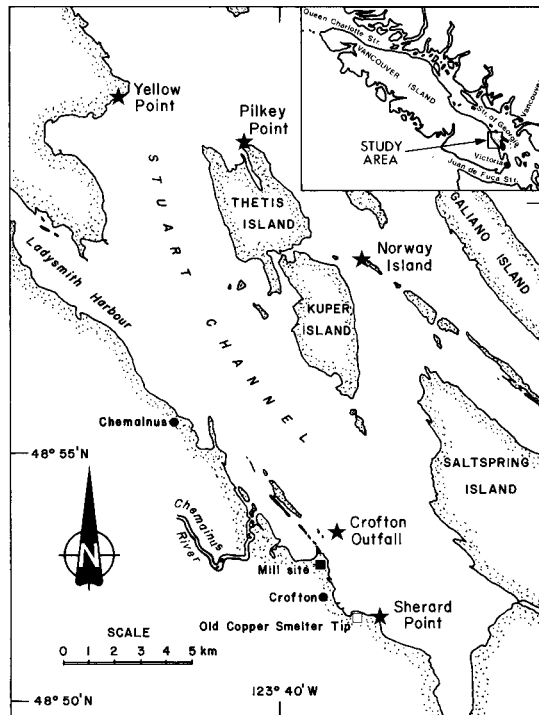 Queen Charlotte Str.
VANCOUVER ISLAND
Str. of Georgia
Vancouver
STUDY
AREA
Victoria
Juan de Fuca Str.
Yellow
Point
Pilkey
Point
THETIS
ISLAND
STUART CHANNEL
Norway
Island
GALIANO ISLAND
KUPER
ISLAND
Ladysmith Harbour
Chemainus
48° 55'N
SALTSPRING
ISLAND
Chemainus
River
Crofton
Outfall
N
Mill site
Crofton
Sherard
Point
Old Copper Smelter Tip
SCALE
0 1 2 3 4 5 km
48° 50'N
123° 40'W